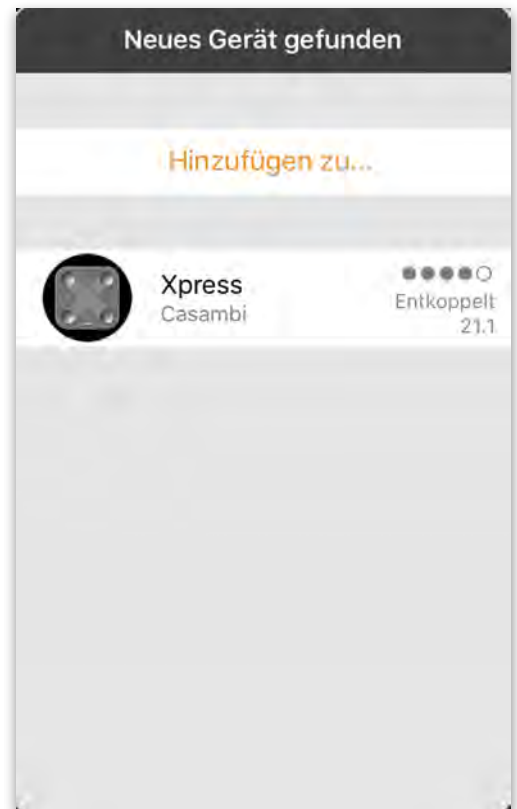 Neues Gerät gefunden
Hinzufügen zu...
Xpress
Casambi
Entkoppelt
21.1